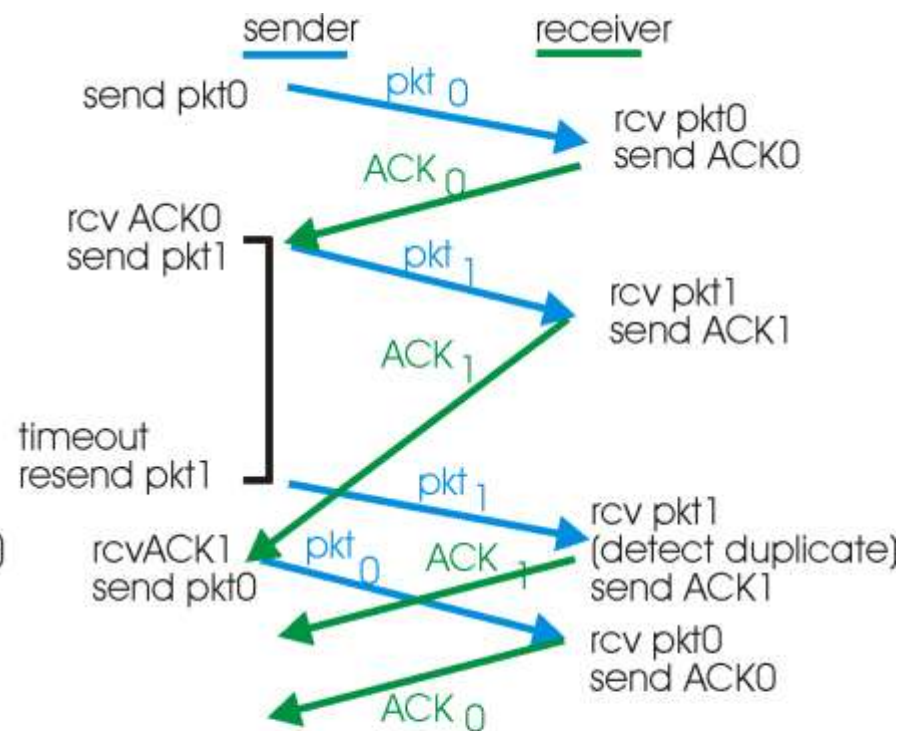 sender
receiver
send pkt0
pkt 0
rcv pkt0
send ACK0
ACK 0
rcv ACK0
send pkt1
pkt 1
rcv pkt1
send ACK1
ACK 1
timeout
resend pkt1
pkt 1
rcv pkt1
(detect duplicate)
send ACK1
)
rcvACK1
send pkt0
pkt 0
ACK 1
rcv pkt0
send ACK0
ACK 0